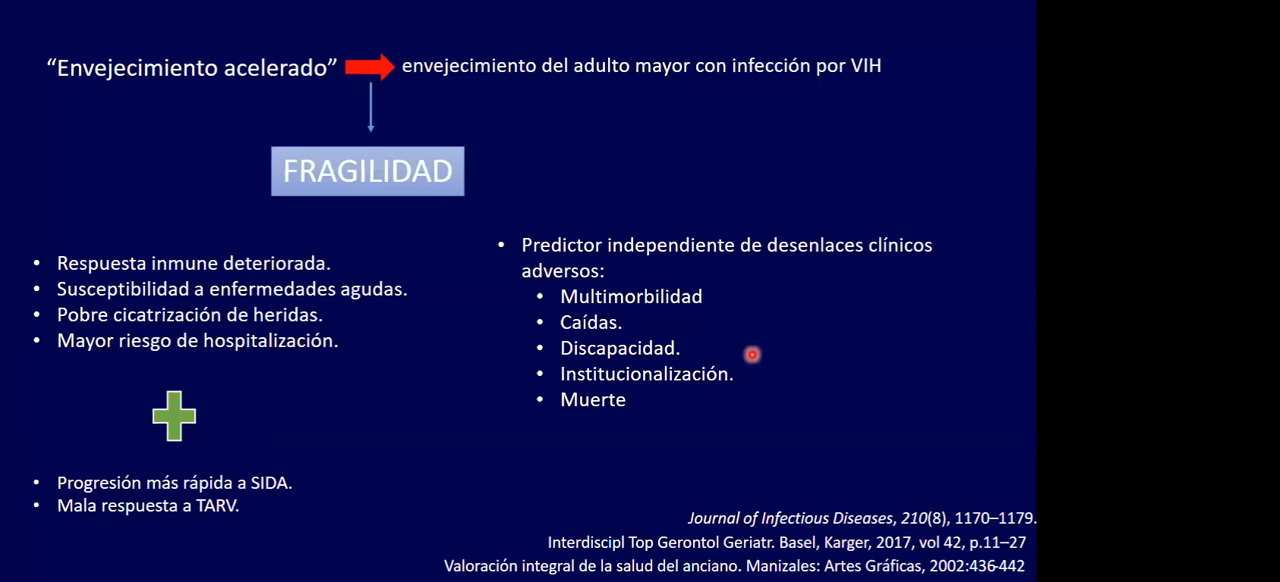 “Envejecimiento acelerado” envejecimiento del adulto mayor con infección por VIH
FRAGILIDAD
• Respuesta inmune deteriorada.
• Susceptibilidad a enfermedades agudas.
• Pobre cicatrización de heridas.
• Mayor riesgo de hospitalización.
• Progresión más rápida a SIDA.
• Mala respuesta a TARV.
• Predictor independiente de desenlaces clínicos
adversos:
• Multimorbilidad
• Caídas.
• Discapacidad.
• Institucionalización.
• Muerte
Journal of Infectious Diseases, 210(8), 1170–1179.
Interdiscipl Top Gerontol Geriatr. Basel, Karger, 2017, vol 42, p.11–27
Valoración integral de la salud del anciano. Manizales: Artes Gráficas, 2002:436-442